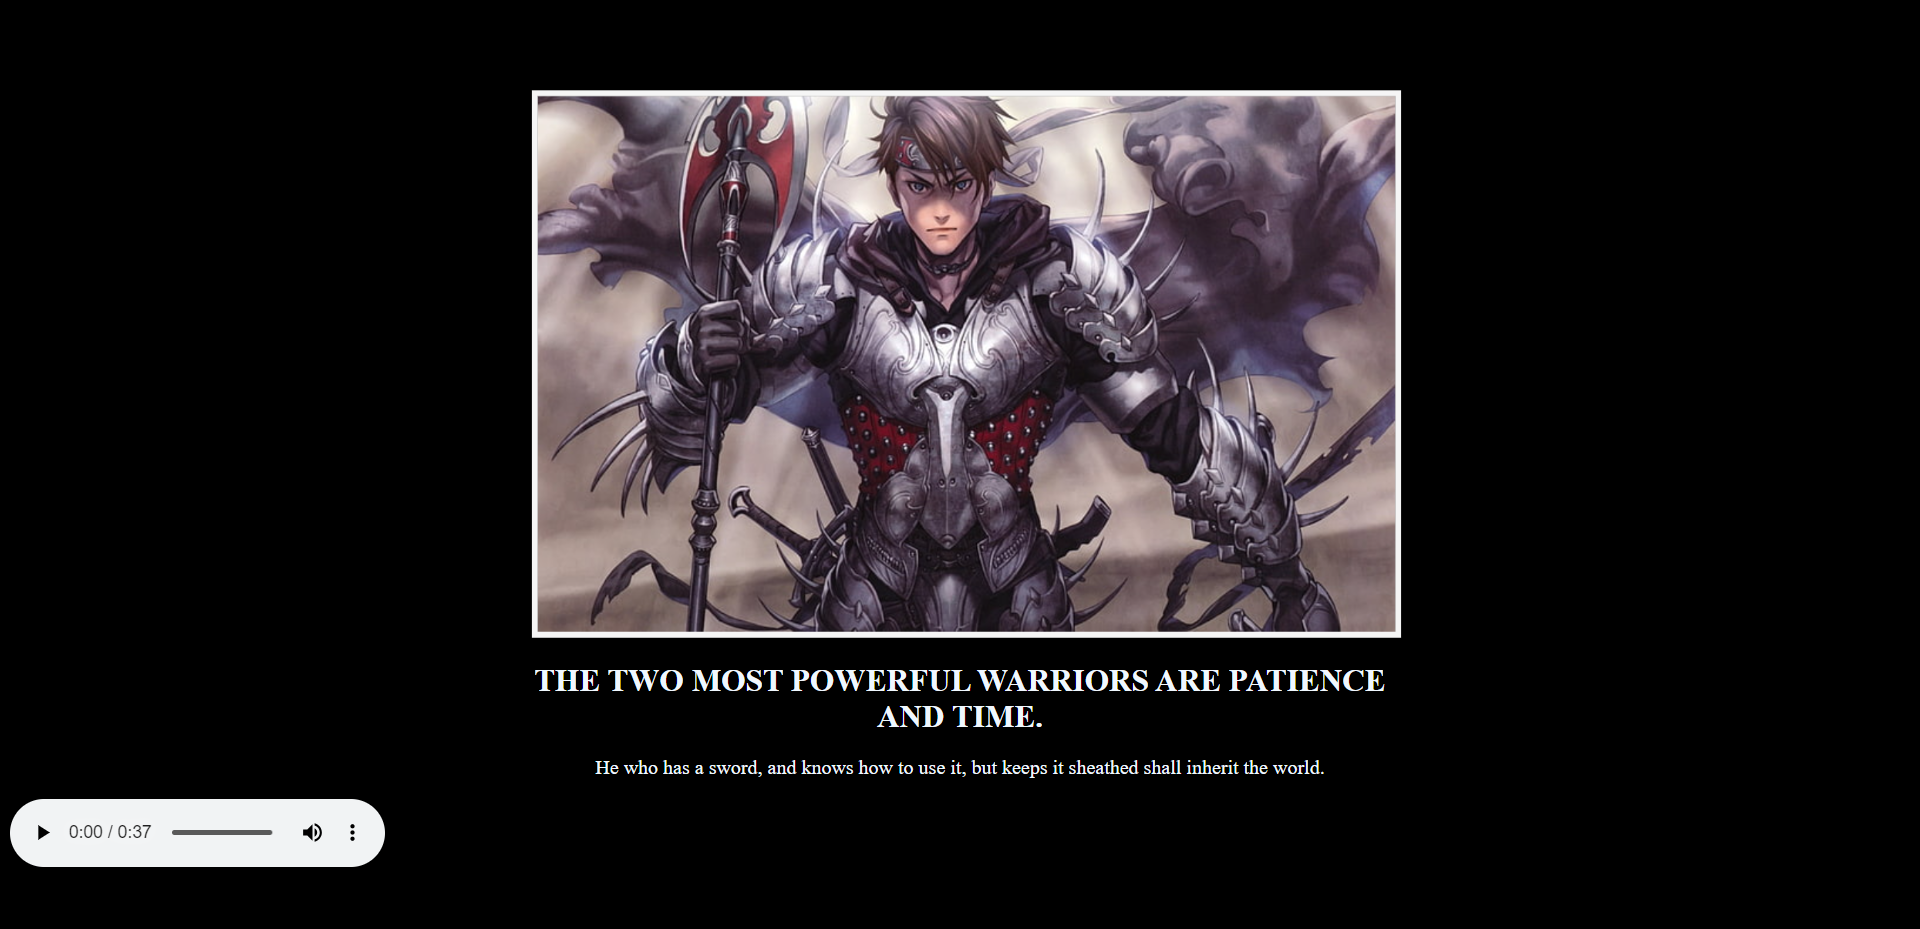 THE TWO MOST POWERFUL WARRIORS ARE PATIENCE
AND TIME.
He who has a sword, and knows how to use it, but keeps it sheathed shall inherit the world.
0:00 / 0:37